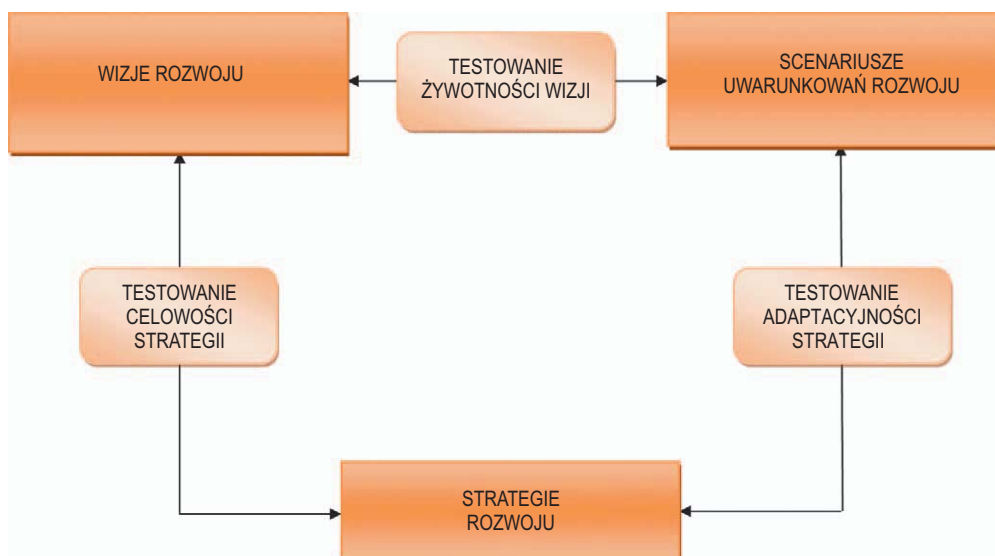 WIZJE ROZWOJU
TESTOWANIE
ŻYWOTNOŚCI WIZJI
SCENARIUSZE
UWARUNKOWAŃ ROZWOJU
TESTOWANIE
CELOWOŚCI
STRATEGII
TESTOWANIE
ADAPTACYJNOŚCI
STRATEGII
STRATEGIE
ROZWOJU